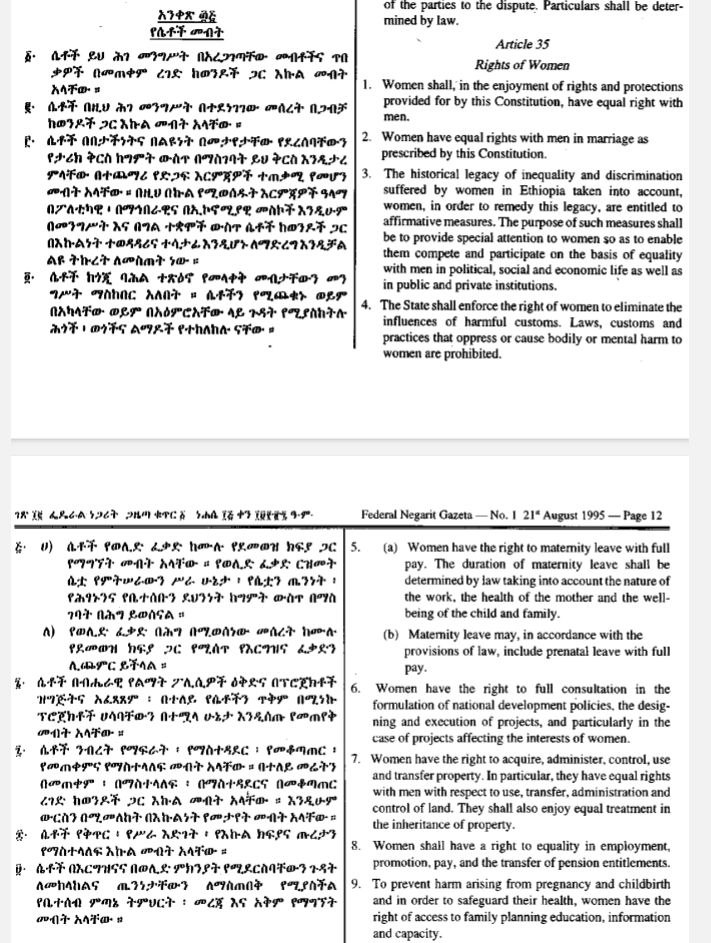 አንቀጽ ፴፭
የሴቶች መብት
፩· ሴቶች ይህ ሕገ መንግሥት በአረጋገጣቸው መብቶችና ጥበ
ቃዎች በመጠቀም ረገድ ከወንዶች ጋር እኩል መብት
አላቸው ።
፪· ሴቶች በዚህ ሕገ መንግሥት በተደነገገው መሰረት በጋብቻ
ከወንዶች ጋር እኩል መብት አላቸው ።
፫· ሴቶች በበታችነትና በልዩነት በመታየታቸው የደረሰባቸውን
የታሪክ ቅርስ ከግምት ውስጥ በማስገባት ይህ ቅርስ እንዲታረ
ምላቸው በተጨማሪ የድጋፍ እርምጃዎች ተጠቃሚ የመሆን
መብት አላቸው ። በዚህ በኩል የሚወሰዱት እርምጃዎች ዓላማ
በፖለቲካዊ ፣ በማኅበራዊና በኢኮኖሚያዊ መስኮች እንዲሁም
በመንግሥት እና በግል ተቋሞች ውስጥ ሴቶች ከወንዶች ጋር
በእኩልነት ተወዳዳሪና ተሳታፊ እንዲሆኑ ለማድረግ እንዲቻል
ልዩ ትኩረት ለመስጠት ነው ።
፬· ሴቶች ከጎጂ ባሕል ተጽዕኖ የመላቀቅ መብታቸውን መን
ግሥት ማስከበር አለበት ። ሴቶችን የሚጨቁኑ ወይም
በአካላቸው ወይም በአዕምሮአቸው ላይ ጉዳት የሚያስከትሉ
ሕጎች ፣ ወጎችና ልማዶች የተከለከሉ ናቸው ።
of the parties to the dispute. Particulars shall be deter-
mined by law.
Article 35
Rights of Women
1. Women shall, in the enjoyment of rights and protections
provided for by this Constitution, have equal right with
men.
2. Women have equal rights with men in marriage as
prescribed by this Constitution.
3. The historical legacy of inequality and discrimination
suffered by women in Ethiopia taken into account,
women, in order to remedy this legacy, are entitled to
affirmative measures. The purpose of such measures shall
be to provide special attention to women so as to enable
them compete and participate on the basis of equality
with men in political, social and economic life as well as
in public and private institutions.
4. The State shall enforce the right of women to eliminate the
influences of harmful customs. Laws, customs and
practices that oppress or cause bodily or mental harm to
women are prohibited.
ገጽ ፲፪ ፌዴራል ነጋሪት ጋዜጣ ቁጥር ፩ ነሐሴ ፲፭ ቀን ፲፱፻፹፯ ዓ·ም·
Federal Negarit Gazeta — No. 1 21st August 1995 — Page 12
፭· ሀ) ሴቶች የወሊድ ፈቃድ ከሙሉ የደመወዝ ክፍያ ጋር
የማግኘት መብት አላቸው ። የወሊድ ፈቃድ ርዝመት
ሴቷ የምትሠራውን ሥራ ሁኔታ ፣ የሴቷን ጤንነት ፣
የሕፃኑንና የቤተሰቡን ደህንነት ከግምት ውስጥ በማስ
ገባት በሕግ ይወሰናል ።
ለ) የወሊድ ፈቃድ በሕግ በሚወሰነው መሰረት ከሙሉ
የደመወዝ ክፍያ ጋር የሚሰጥ የእርግዝና ፈቃድን
ሊጨምር ይችላል ።
፮· ሴቶች በብሔራዊ የልማት ፖሊሲዎች ዕቅድና በፕሮጀክቶች
ዝግጅትና አፈጻጸም ፣ በተለይ የሴቶችን ጥቅም በሚነኩ
ፕሮጀክቶች ሀሳባቸውን በተሟላ ሁኔታ እንዲሰጡ የመጠየቅ
መብት አላቸው ።
፯· ሴቶች ንብረት የማፍራት ፣ የማስተዳደር ፣ የመቆጣጠር ፣
የመጠቀምና የማስተላለፍ መብት አላቸው ። በተለይ መሬትን
በመጠቀም ፣ በማስተላለፍ ፣ በማስተዳደርና በመቆጣጠር
ረገድ ከወንዶች ጋር እኩል መብት አላቸው ። እንዲሁም
ውርስን በሚመለከት በእኩልነት የመታየት መብት አላቸው ።
፰· ሴቶች የቅጥር ፣ የሥራ እድገት ፣ የእኩል ክፍያና ጡረታን
የማስተላለፍ እኩል መብት አላቸው ።
፱· ሴቶች በእርግዝናና በወሊድ ምክንያት የሚደርስባቸውን ጉዳት
ለመከላከልና ጤንነታቸውን ለማስጠበቅ የሚያስችል
የቤተሰብ ምጣኔ ትምህርት ፣ መረጃ እና አቅም የማግኘት
መብት አላቸው ።
5. (a) Women have the right to maternity leave with full
pay. The duration of maternity leave shall be
determined by law taking into account the nature of
the work, the health of the mother and the well-
being of the child and family.
(b) Maternity leave may, in accordance with the
provisions of law, include prenatal leave with full
pay.
6. Women have the right to full consultation in the
formulation of national development policies, the desig-
ning and execution of projects, and particularly in the
case of projects affecting the interests of women.
7. Women have the right to acquire, administer, control, use
and transfer property. In particular, they have equal rights
with men with respect to use, transfer, administration and
control of land. They shall also enjoy equal treatment in
the inheritance of property.
8. Women shall have a right to equality in employment,
promotion, pay, and the transfer of pension entitlements.
9. To prevent harm arising from pregnancy and childbirth
and in order to safeguard their health, women have the
right of access to family planning education, information
and capacity.